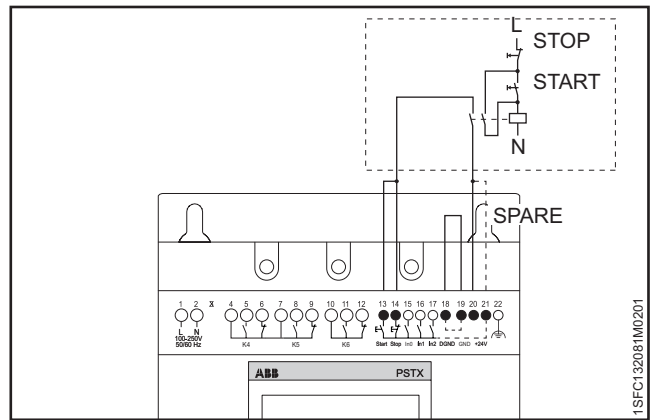 L
STOP
START
N
SPARE
1 2 4 5 6 7 8 9 10 11 12 13 14 15 16 17 18 19 20 21 22
L N
100-250V
50/60 Hz
K4 K5 K6
Start Stop In0 In1 In2 DGND GND +24V
ABB PSTX
1SFC132081M0201